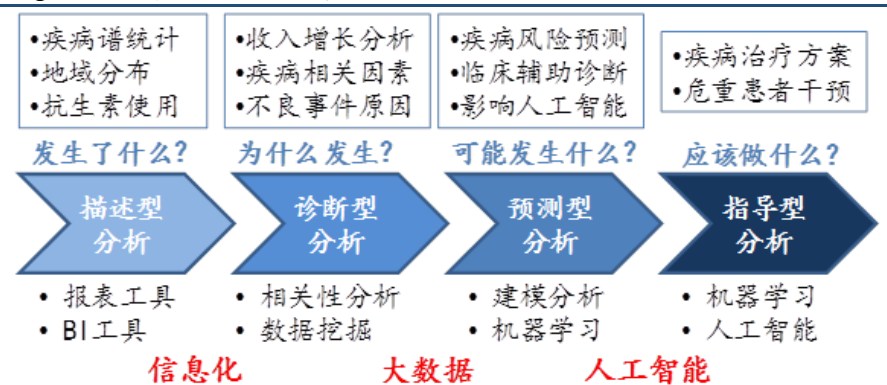 •疾病谱统计
•地域分布
•抗生素使用
•收入增长分析
•疾病相关因素
•不良事件原因
•疾病风险预测
•临床辅助诊断
•影响人工智能
•疾病治疗方案
•危重患者干预
发生了什么?
为什么发生?
可能发生什么?
应该做什么?
描述型
分析
诊断型
分析
预测型
分析
指导型
分析
• 报表工具
• BI工具
• 相关性分析
• 数据挖掘
• 建模分析
• 机器学习
• 机器学习
• 人工智能
信息化
大数据
人工智能